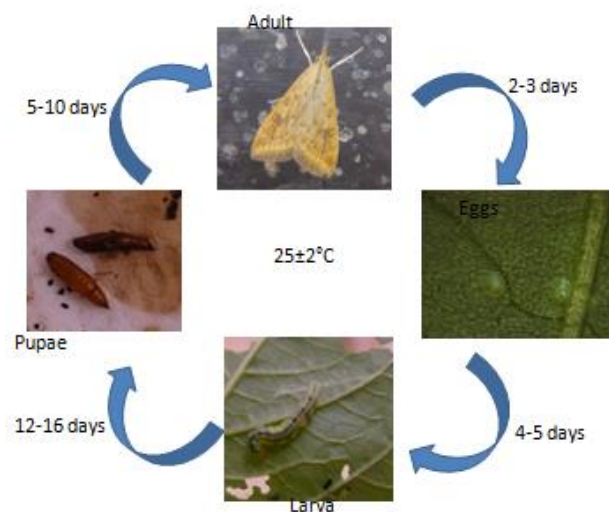 Adult
5-10 days
2-3 days
Eggs
25±2°C
Pupae
12-16 days
4-5 days
Larva